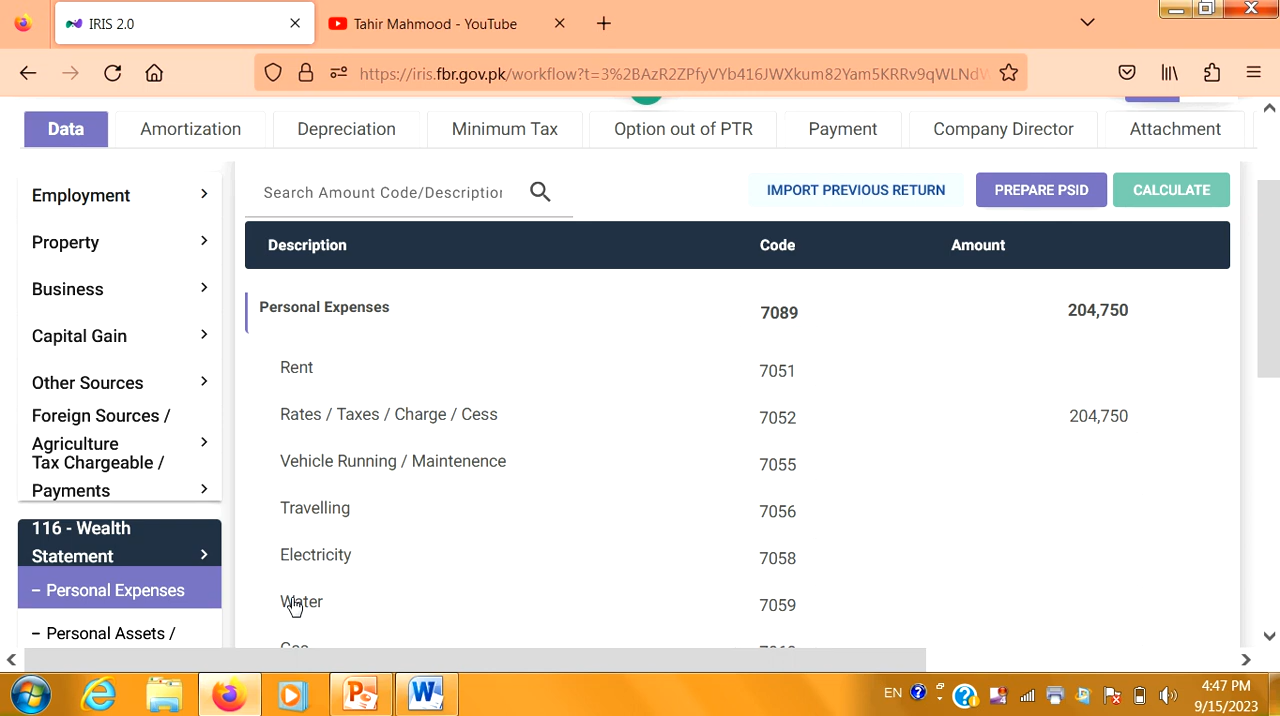 IRIS 2.0
Tahir Mahmood - YouTube
https://iris.fbr.gov.pk/workflow?t=3%2BAzR2ZPfyVYb416JWXkum82Yam5KRRv9qWLNdW
Data
Amortization
Depreciation
Minimum Tax
Option out of PTR
Payment
Company Director
Attachment
Employment
Property
Business
Capital Gain
Other Sources
Foreign Sources /
Agriculture
Tax Chargeable /
Payments
116 - Wealth
Statement
– Personal Expenses
– Personal Assets /
Search Amount Code/Description
IMPORT PREVIOUS RETURN
PREPARE PSID
CALCULATE
Description Code Amount
Personal Expenses 7089 204,750
Rent 7051
Rates / Taxes / Charge / Cess 7052 204,750
Vehicle Running / Maintenence 7055
Travelling 7056
Electricity 7058
Water 7059
EN
4:47 PM
9/15/2023